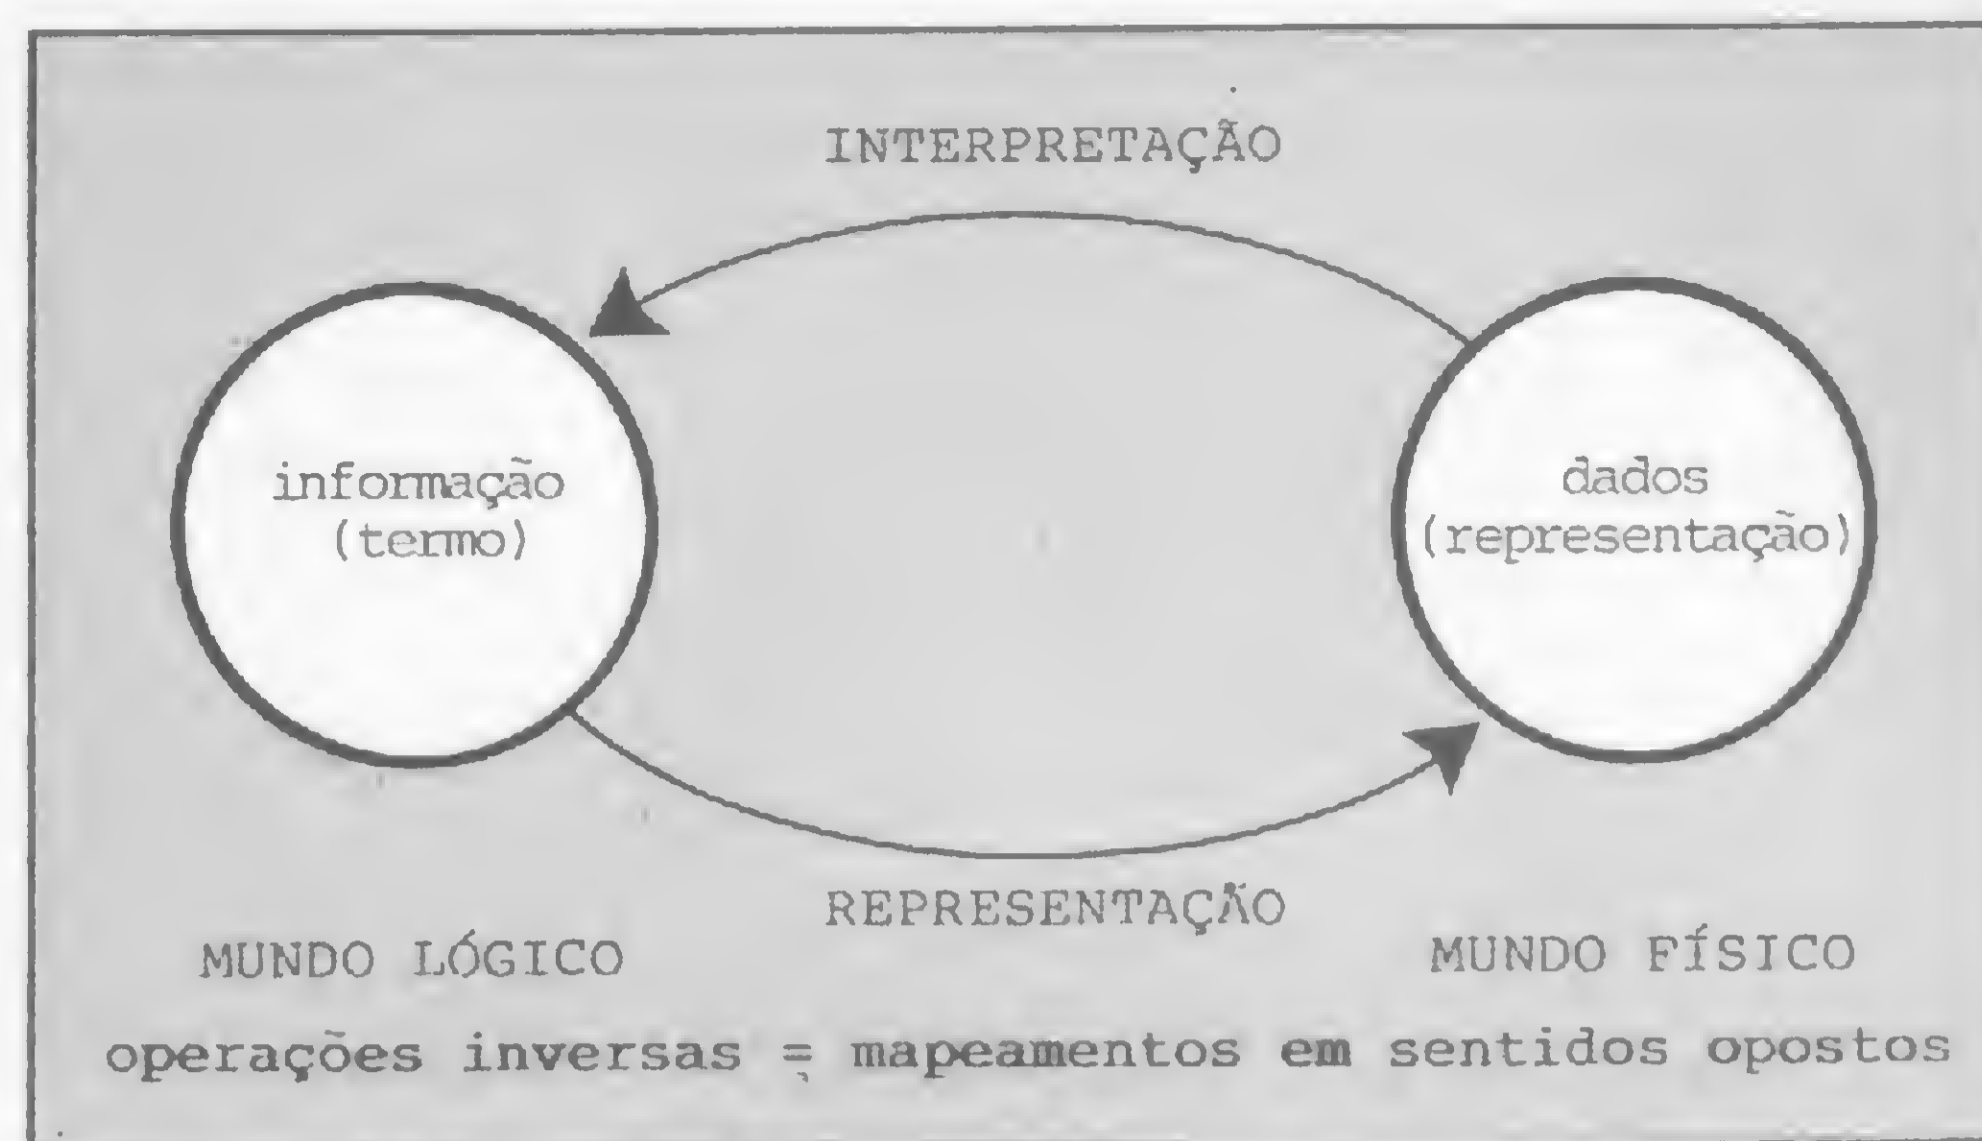 INTERPRETAÇÃO
informação
(termo)
dados
(representação)
REPRESENTAÇÃO
MUNDO LÓGICO
MUNDO FÍSICO
operações inversas = mapeamentos em sentidos opostos